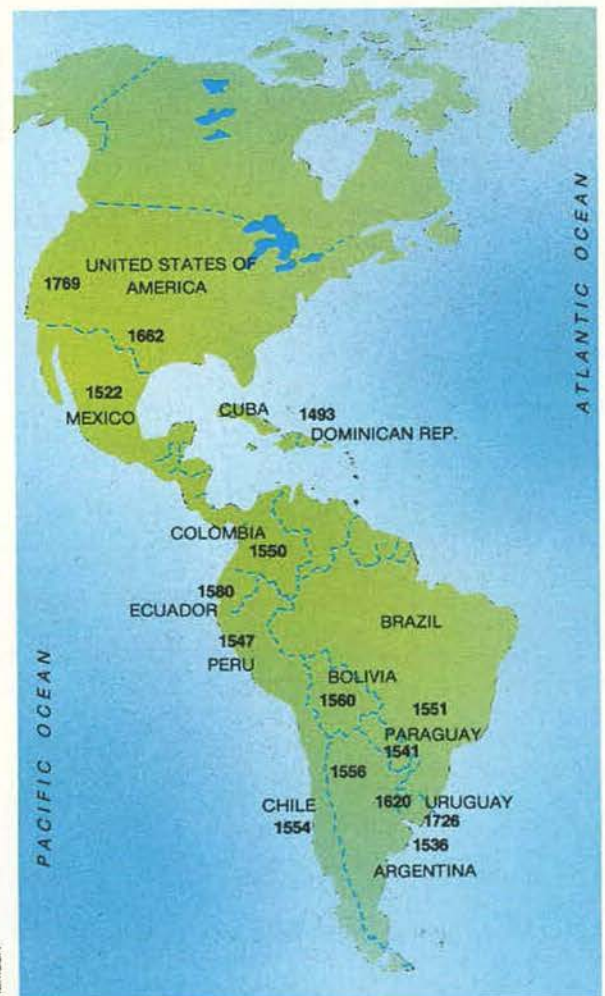 ATLANTIC OCEAN
UNITED STATES OF
AMERICA
1769
1662
1522
MEXICO
CUBA
1493
DOMINICAN REP.
COLOMBIA
1550
1580
ECUADOR
BRAZIL
1547
PERU
PACIFIC OCEAN
BOLIVIA
1560
1551
PARAGUAY
1541
1556
CHILE
1554
1620
URUGUAY
1726
1536
ARGENTINA